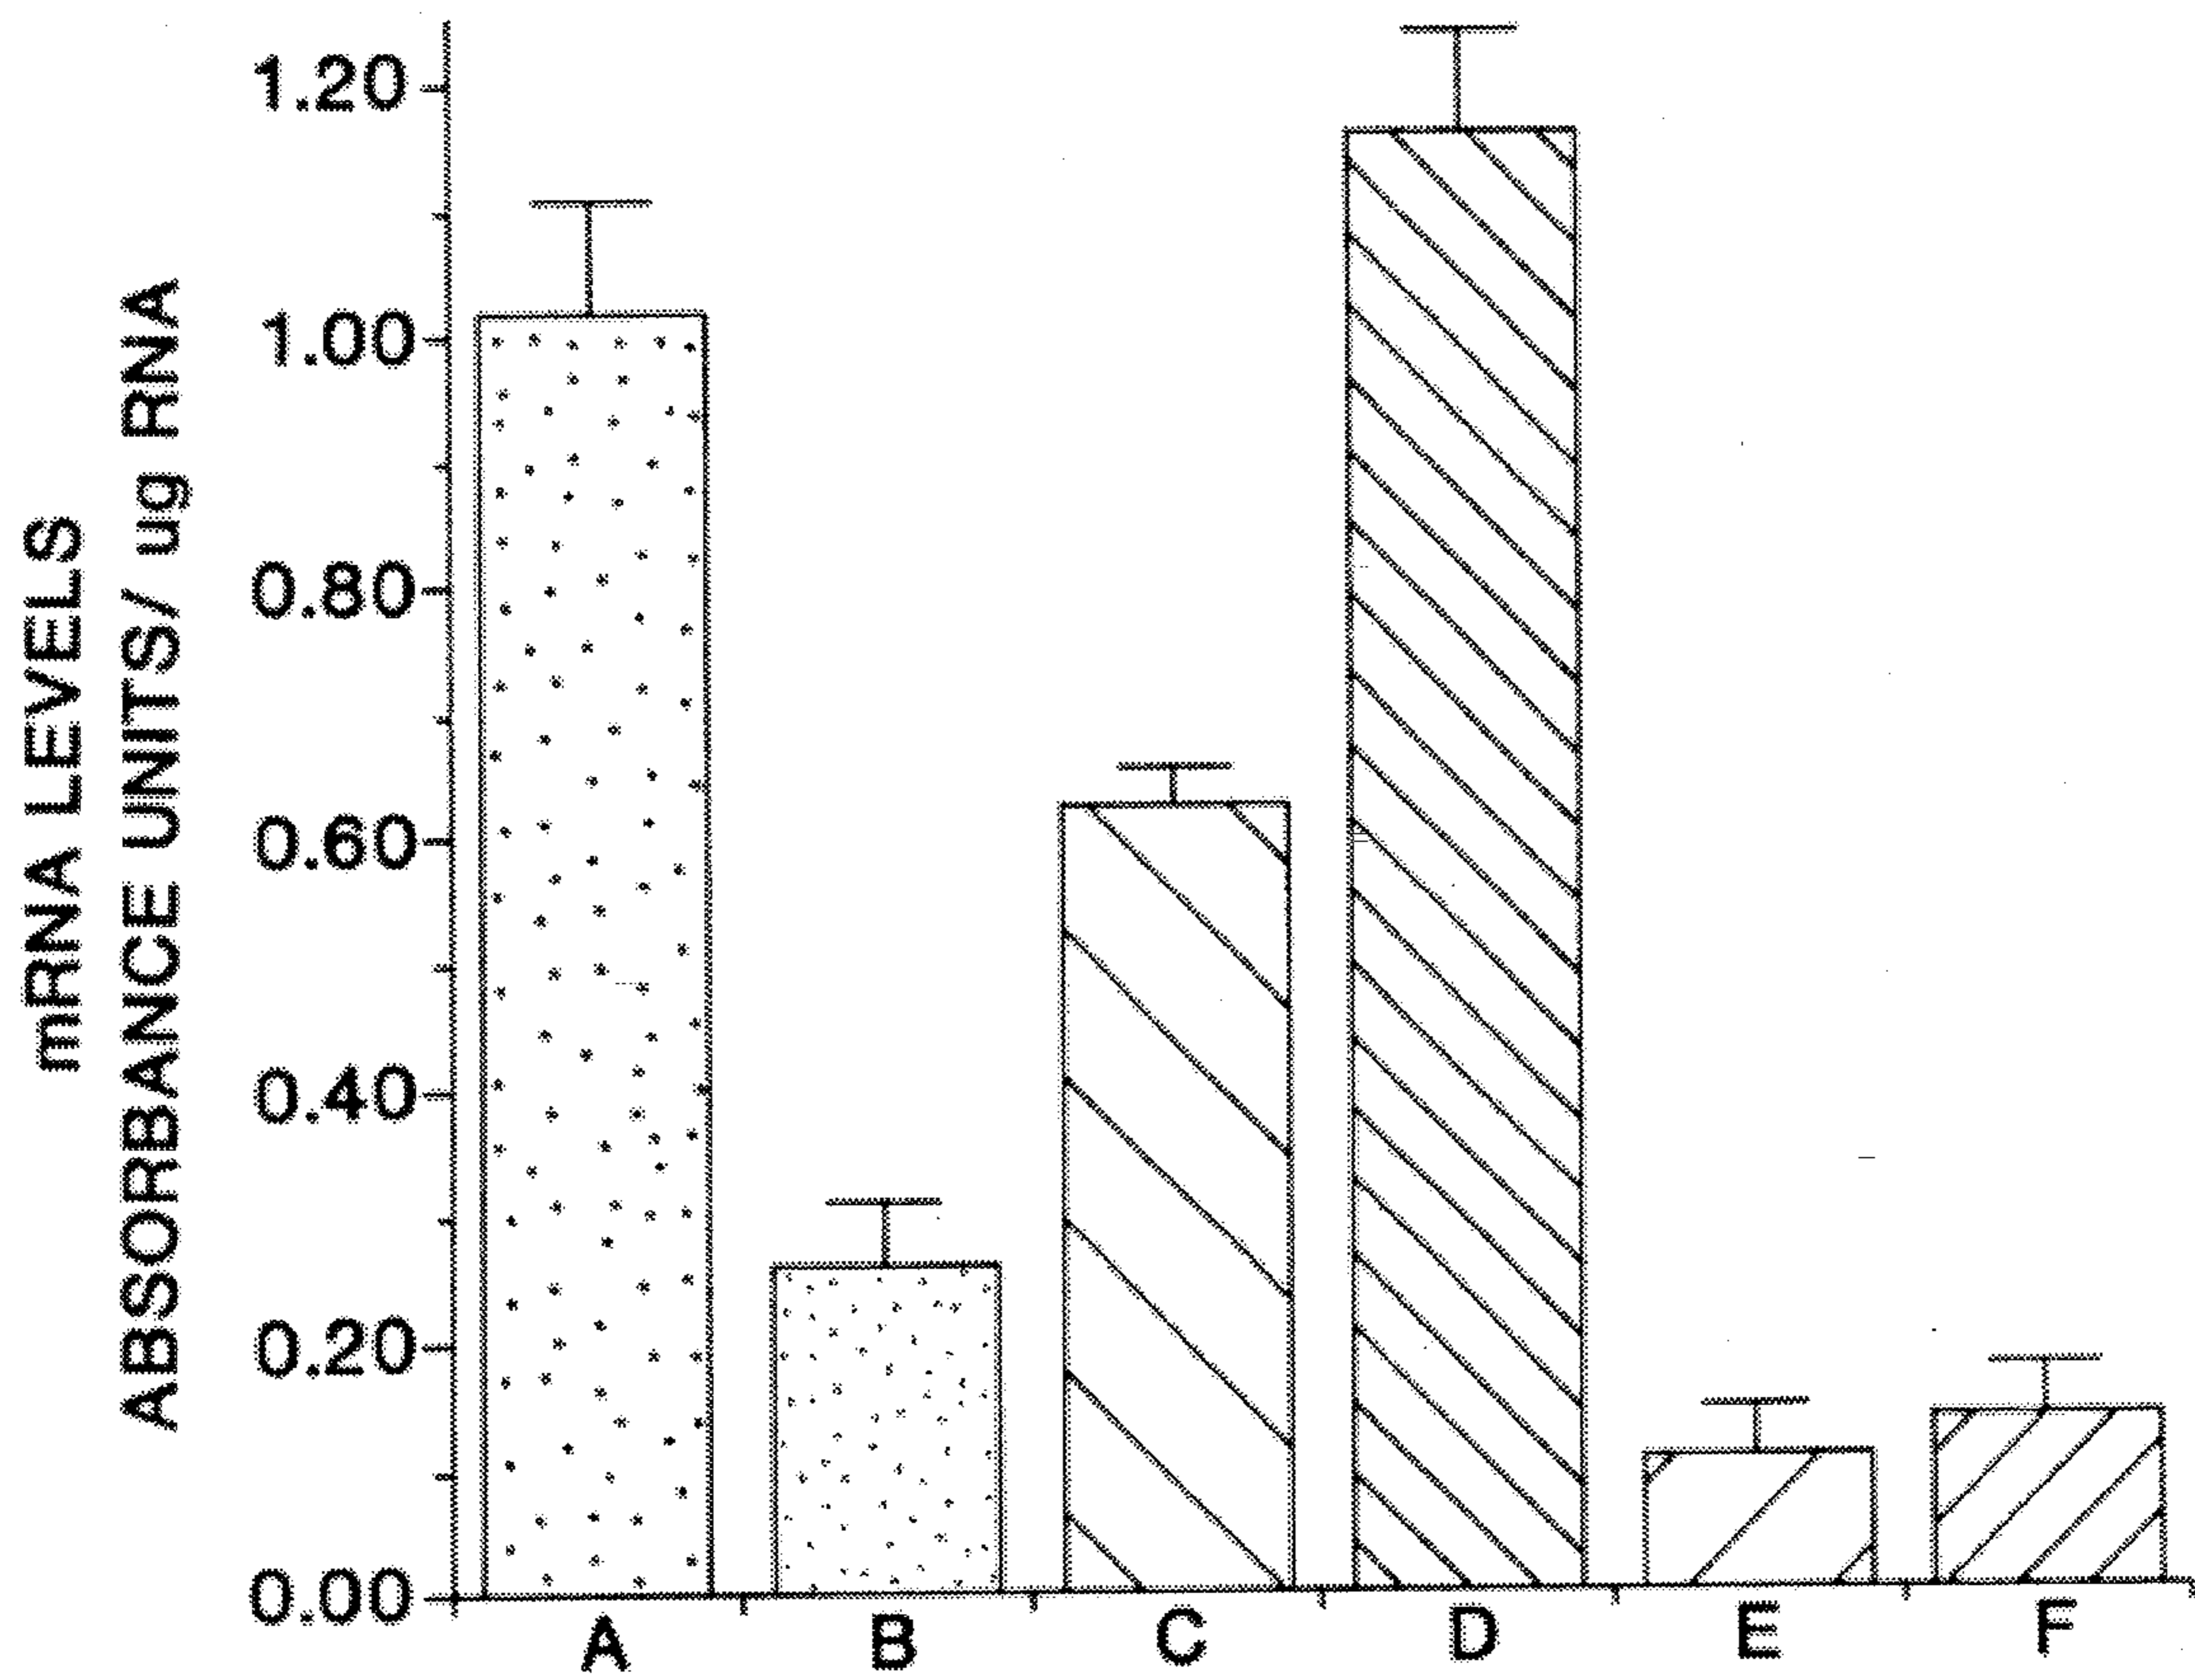 mRNA LEVELS
ABSORBANCE UNITS/ ug RNA
1.20
1.00
0.80
0.60
0.40
0.20
0.00
A B C D E F